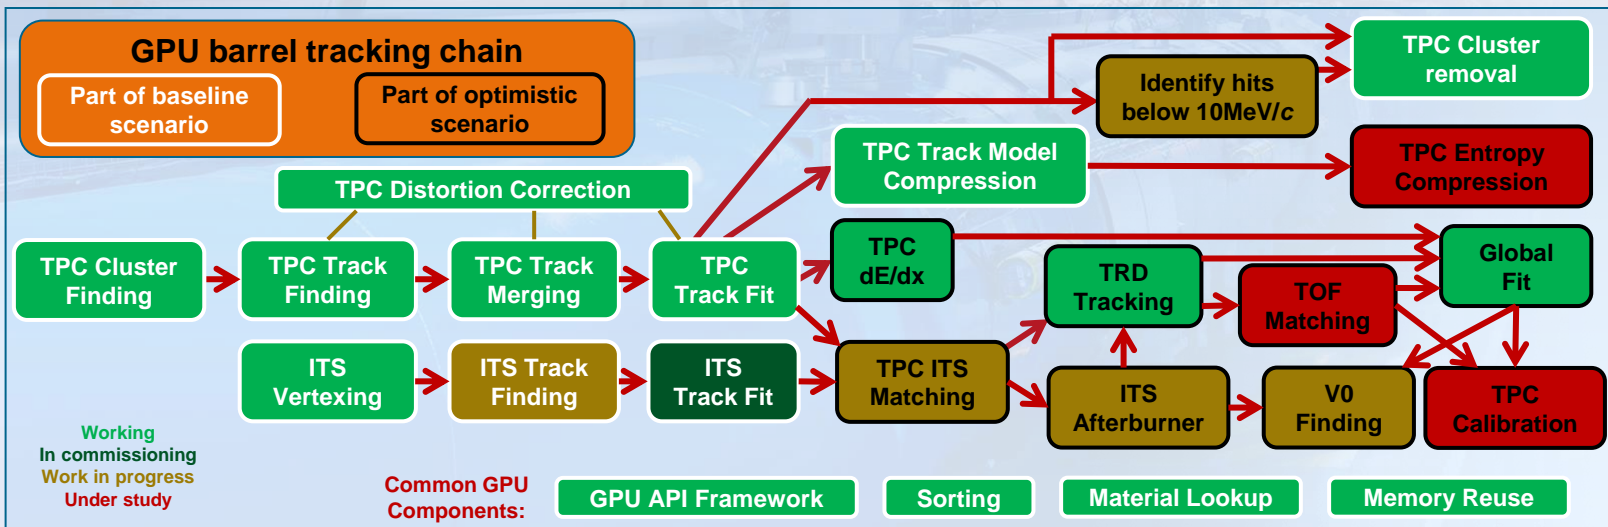 GPU barrel tracking chain
Part of baseline
scenario
Part of optimistic
scenario
TPC Cluster
removal
Identify hits
below 10MeV/c
TPC Track Model
Compression
TPC Entropy
Compression
TPC Distortion Correction
TPC Cluster
Finding
TPC Track
Finding
TPC Track
Merging
TPC
Track Fit
TPC
dE/dx
TRD
Tracking
TOF
Matching
Global
Fit
ITS
Vertexing
ITS Track
Finding
ITS
Track Fit
TPC ITS
Matching
ITS
Afterburner
V0
Finding
TPC
Calibration
Working
In commissioning
Work in progress
Under study
Common GPU
Components:
GPU API Framework
Sorting
Material Lookup
Memory Reuse